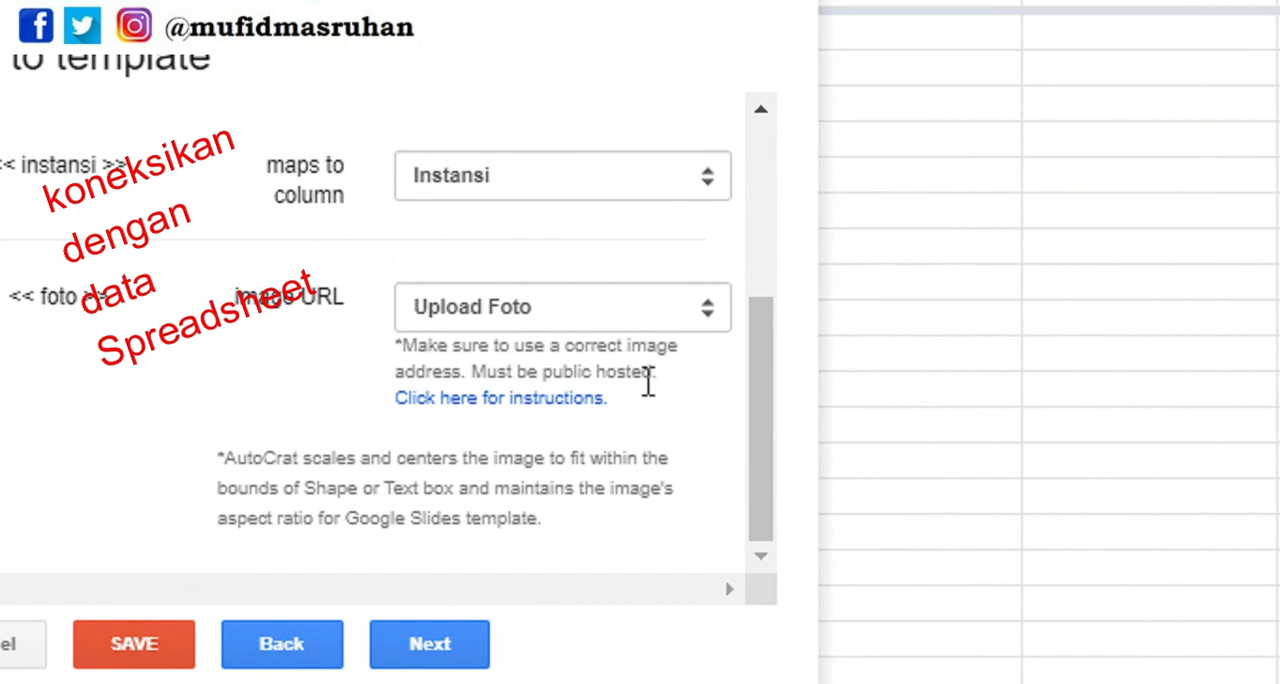 @mufidmasruhan
to template
<< instansi >>
maps to
column
Instansi
koneksikan
dengan
data
Spreadsheet
<< foto >>
image URL
Upload Foto
*Make sure to use a correct image
address. Must be public hosted.
Click here for instructions.
*AutoCrat scales and centers the image to fit within the
bounds of Shape or Text box and maintains the image's
aspect ratio for Google Slides template.
el
SAVE
Back
Next